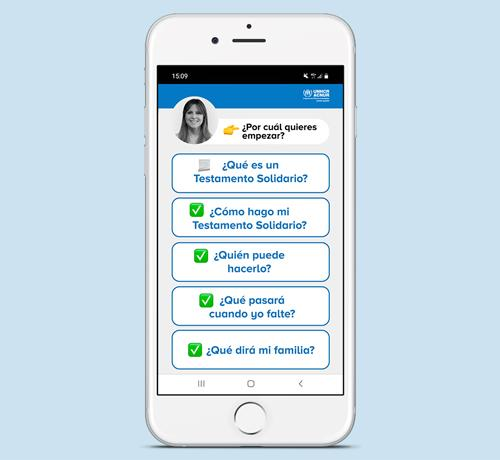 15:09
UNHCR
ACNUR
¿Por cuál quieres
empezar?
¿Qué es un
Testamento Solidario?
¿Cómo hago mi
Testamento Solidario?
¿Quién puede
hacerlo?
¿Qué pasará
cuando yo falte?
¿Qué dirá mi familia?